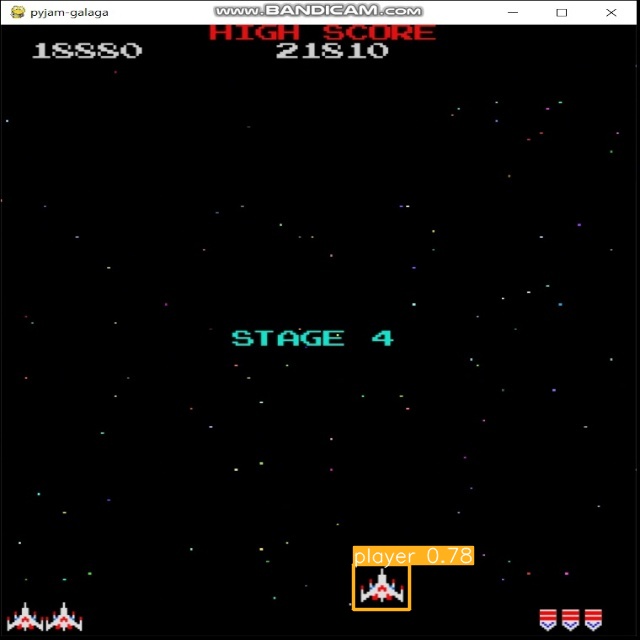 pyjam-galaga
www.BANDICAM.com
HIGH SCORE
18880
21810
STAGE 4
player 0.78